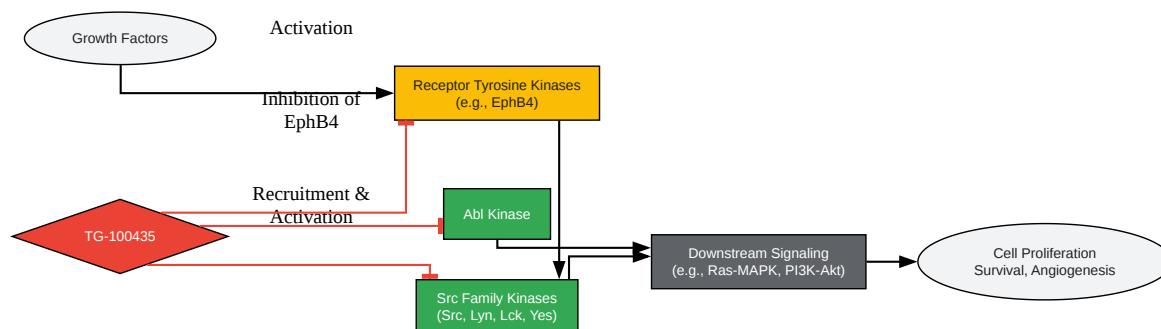 Activation
Growth Factors
Receptor Tyrosine Kinases
(e.g., EphB4)
Inhibition of
EphB4
Recruitment &
Activation
Abl Kinase
TG-100435
Downstream Signaling
(e.g., Ras-MAPK, PI3K-Akt)
Cell Proliferation
Survival, Angiogenesis
Src Family Kinases
(Src, Lyn, Lck, Yes)